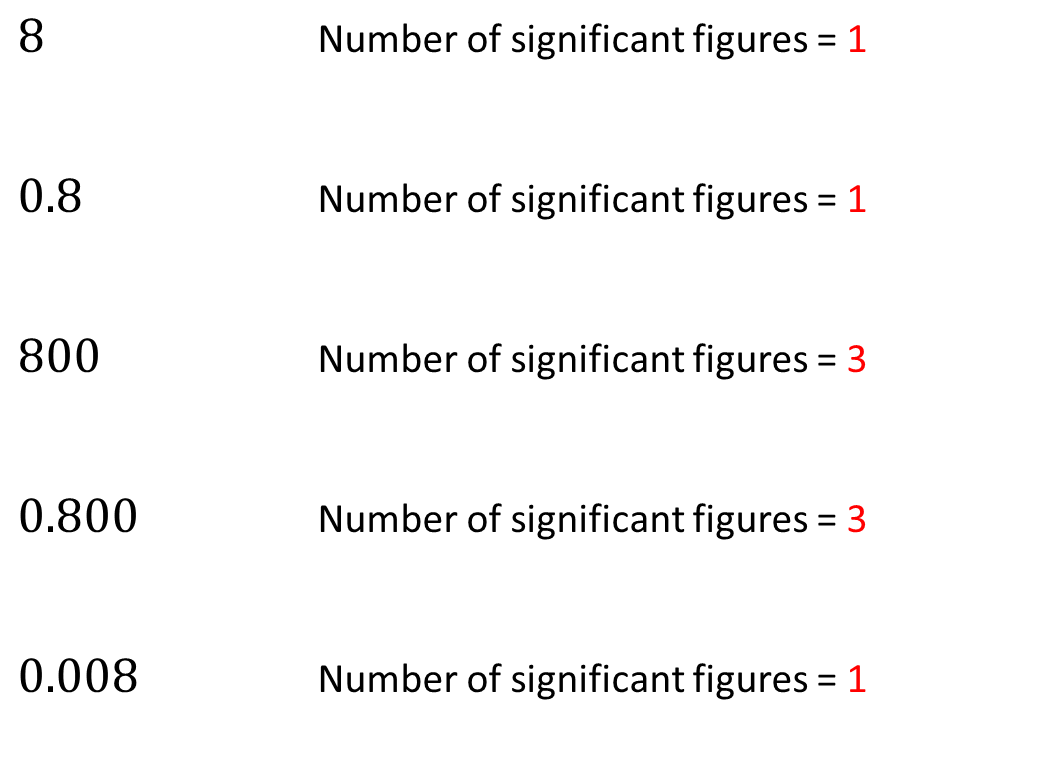 8 Number of significant figures = 1
0.8 Number of significant figures = 1
800 Number of significant figures = 3
0.800 Number of significant figures = 3
0.008 Number of significant figures = 1